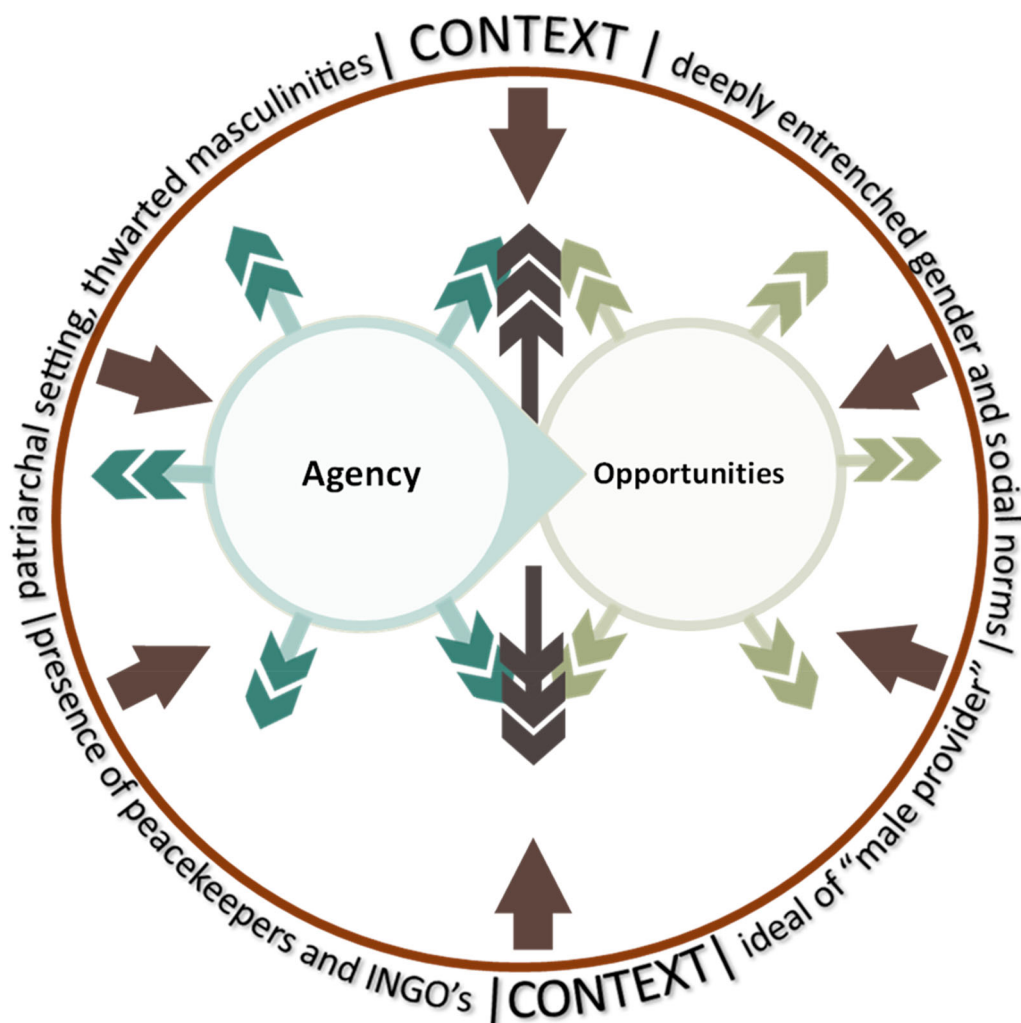 | CONTEXT |
deeply entrenched gender and social norms |
ideal of “male provider”
| CONTEXT |
presence of peacekeepers and INGO’s
| patriarchal setting, thwarted masculinities
Agency
Opportunities